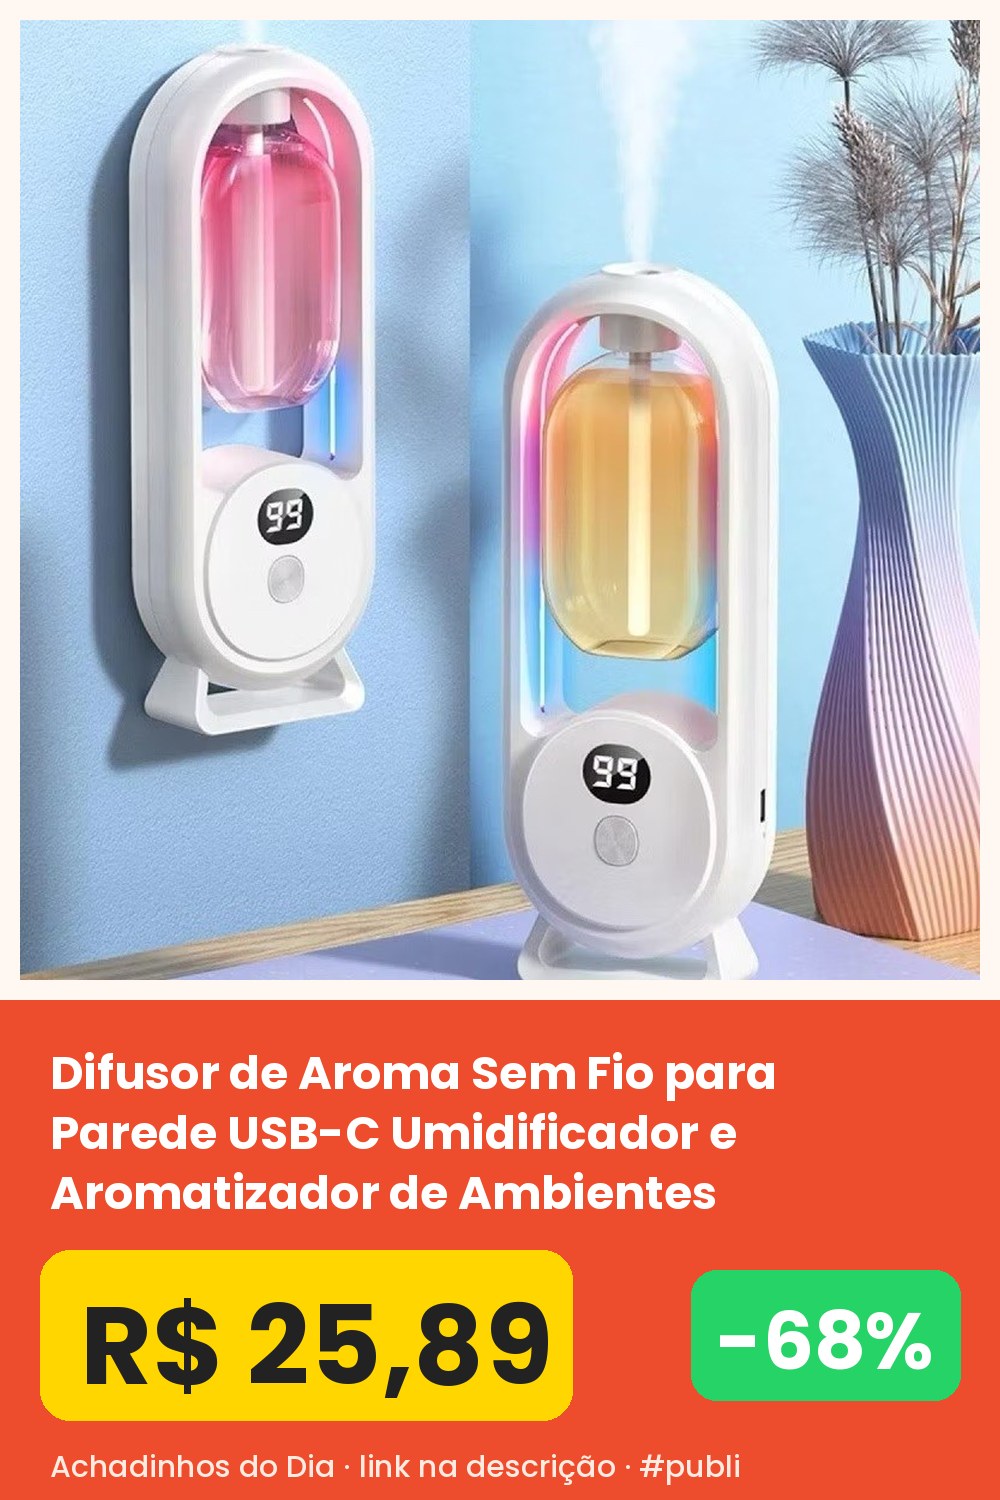 99
99
Difusor de Aroma Sem Fio para
Parede USB-C Umidificador e
Aromatizador de Ambientes
R$ 25,89
-68%
Achadinhos do Dia · link na descrição · #publi